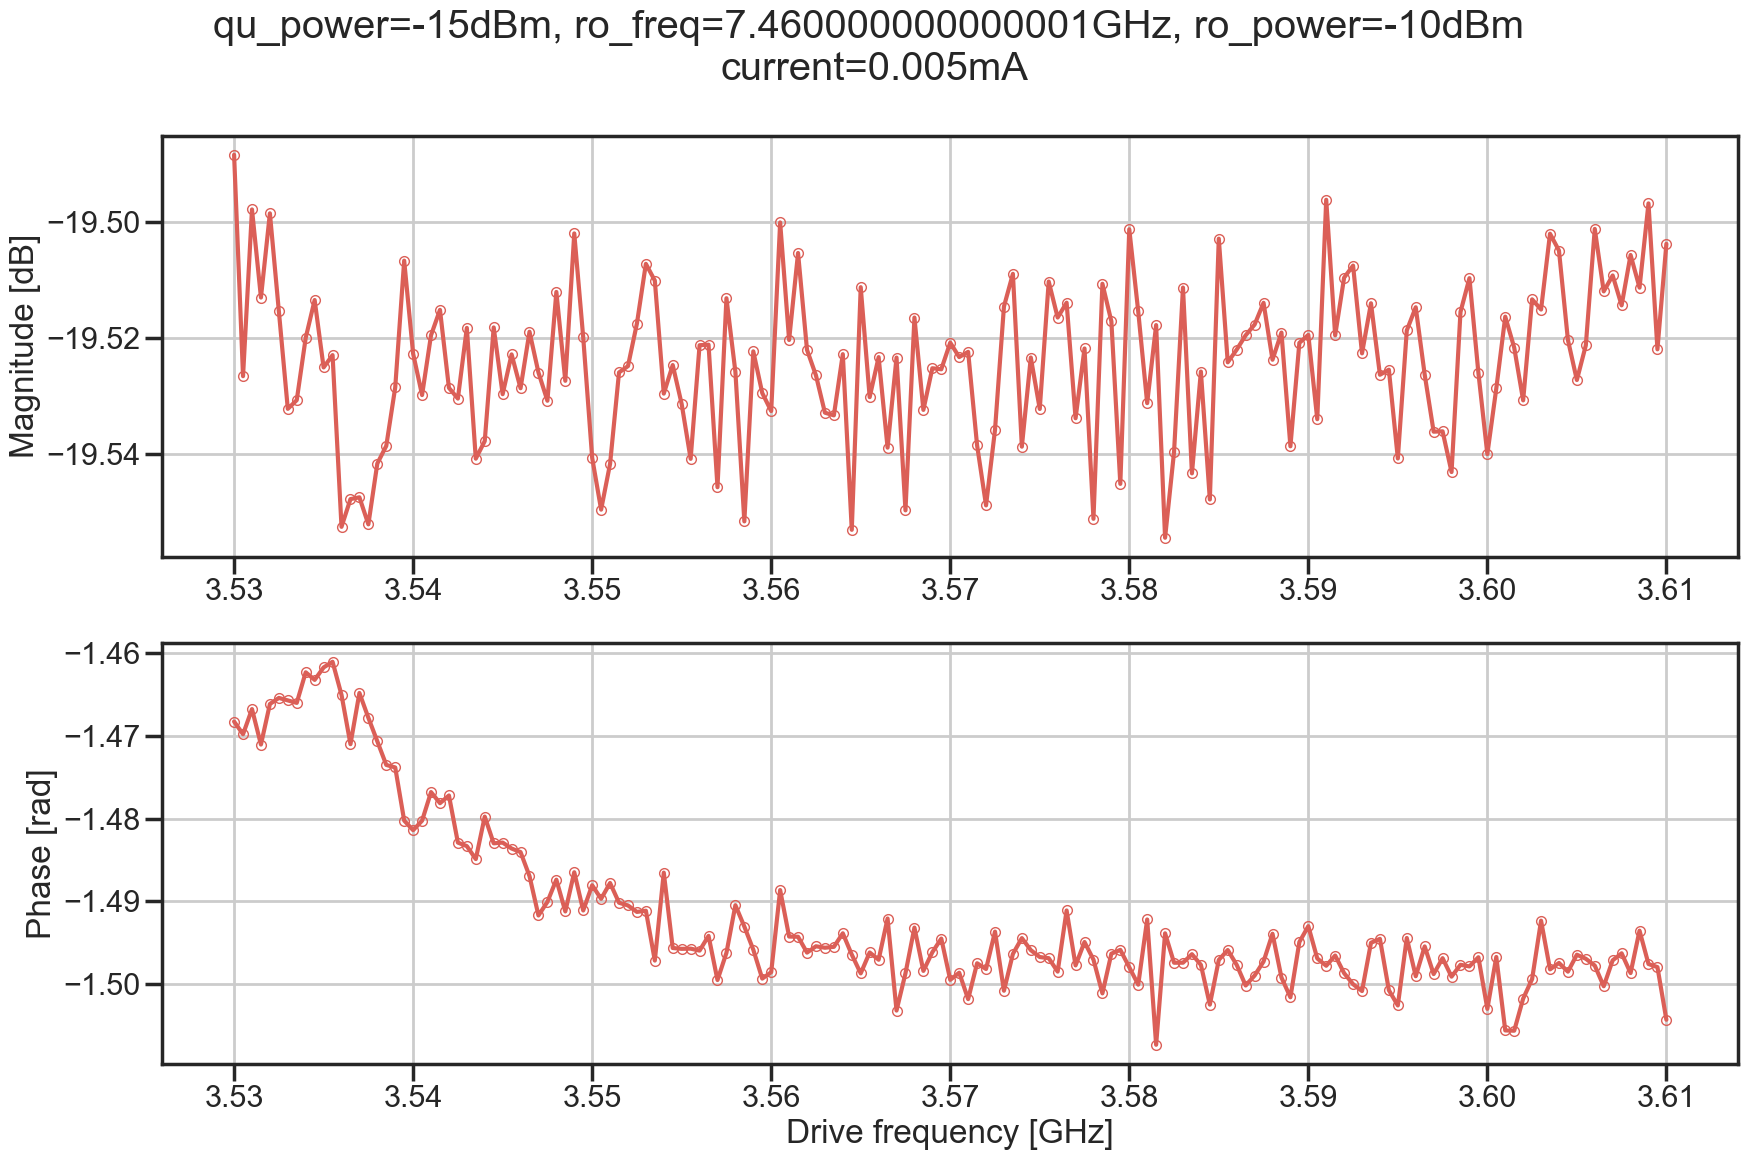 qu_power=-15dBm, ro_freq=7.460000000000001GHz, ro_power=-10dBm
current=0.005mA
Magnitude [dB]
−19.50
−19.52
−19.54
3.53 3.54 3.55 3.56 3.57 3.58 3.59 3.60 3.61
Phase [rad]
−1.46
−1.47
−1.48
−1.49
−1.50
3.53 3.54 3.55 3.56 3.57 3.58 3.59 3.60 3.61
Drive frequency [GHz]